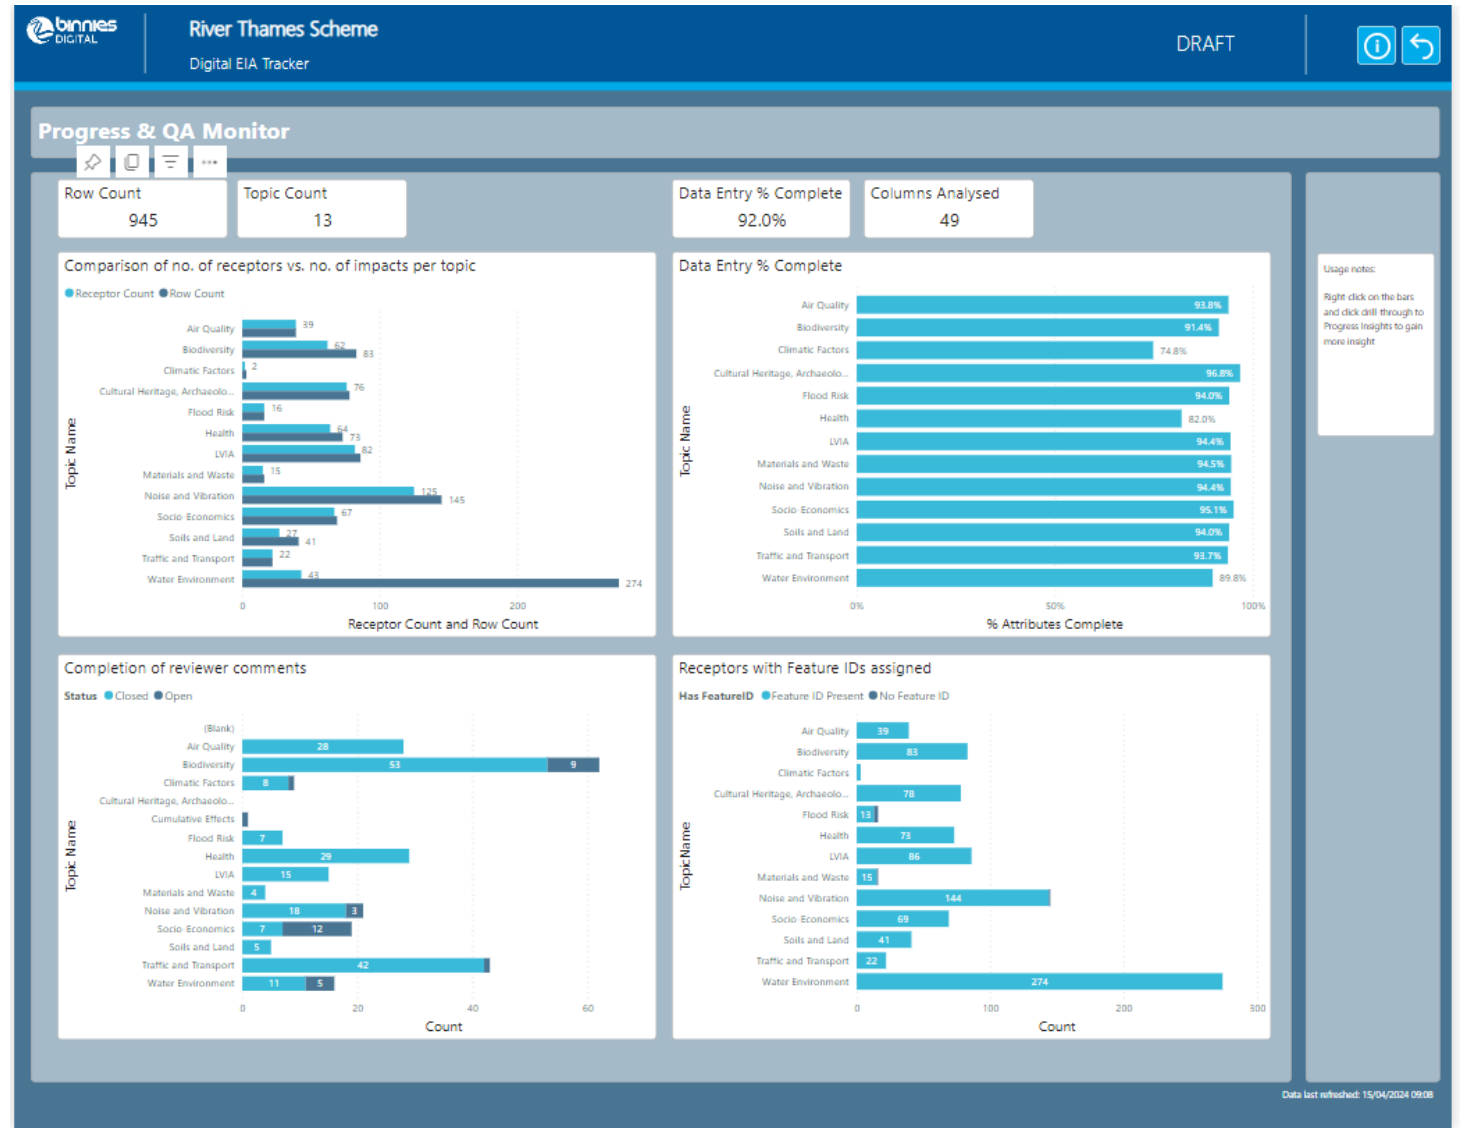 binnies
DIGITAL
River Thames Scheme
Digital EIA Tracker
DRAFT
Progress & QA Monitor
Row Count
945
Topic Count
13
Data Entry % Complete
92.0%
Columns Analysed
49
Comparison of no. of receptors vs. no. of impacts per topic
Receptor Count Row Count
Topic Name
Air Quality 39
Biodiversity 62 83
Climatic Factors 2
Cultural Heritage, Archaeolo... 76
Flood Risk 16
Health 64 73
LVIA 82
Materials and Waste 15
Noise and Vibration 125 145
Socio-Economics 67
Soils and Land 27 41
Traffic and Transport 22
Water Environment 43 274
0 100 200
Receptor Count and Row Count
Data Entry % Complete
Topic Name
Air Quality 93.8%
Biodiversity 91.4%
Climatic Factors 74.8%
Cultural Heritage, Archaeolo... 96.8%
Flood Risk 94.0%
Health 82.0%
LVIA 94.4%
Materials and Waste 94.5%
Noise and Vibration 94.4%
Socio-Economics 95.1%
Soils and Land 94.0%
Traffic and Transport 93.7%
Water Environment 89.8%
0% 50% 100%
% Attributes Complete
Usage notes:
Right click on the bars
and click drill through to
Progress Insights to gain
more insight
Completion of reviewer comments
Status Closed Open
Topic Name
(Blank)
Air Quality 28
Biodiversity 53 9
Climatic Factors 8
Cultural Heritage, Archaeolo...
Cumulative Effects
Flood Risk 7
Health 29
LVIA 15
Materials and Waste 4
Noise and Vibration 18 3
Socio-Economics 7 12
Soils and Land 5
Traffic and Transport 42
Water Environment 11 5
0 20 40 60
Count
Receptors with Feature IDs assigned
Has FeatureID Feature ID Present No Feature ID
TopicName
Air Quality 39
Biodiversity 83
Climatic Factors
Cultural Heritage, Archaeolo... 78
Flood Risk 13
Health 73
LVIA 86
Materials and Waste 15
Noise and Vibration 144
Socio-Economics 69
Soils and Land 41
Traffic and Transport 22
Water Environment 274
0 100 200 300
Count
Data last refreshed: 15/04/2024 09:08